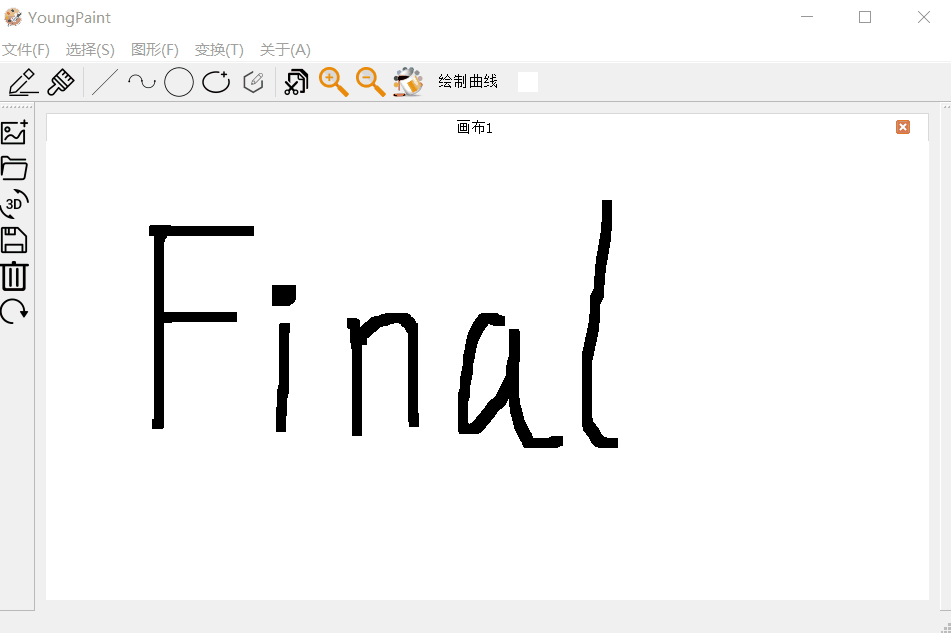 YoungPaint
文件(F) 选择(S) 图形(F) 变换(T) 关于(A)
绘制曲线
画布1
3D
Final